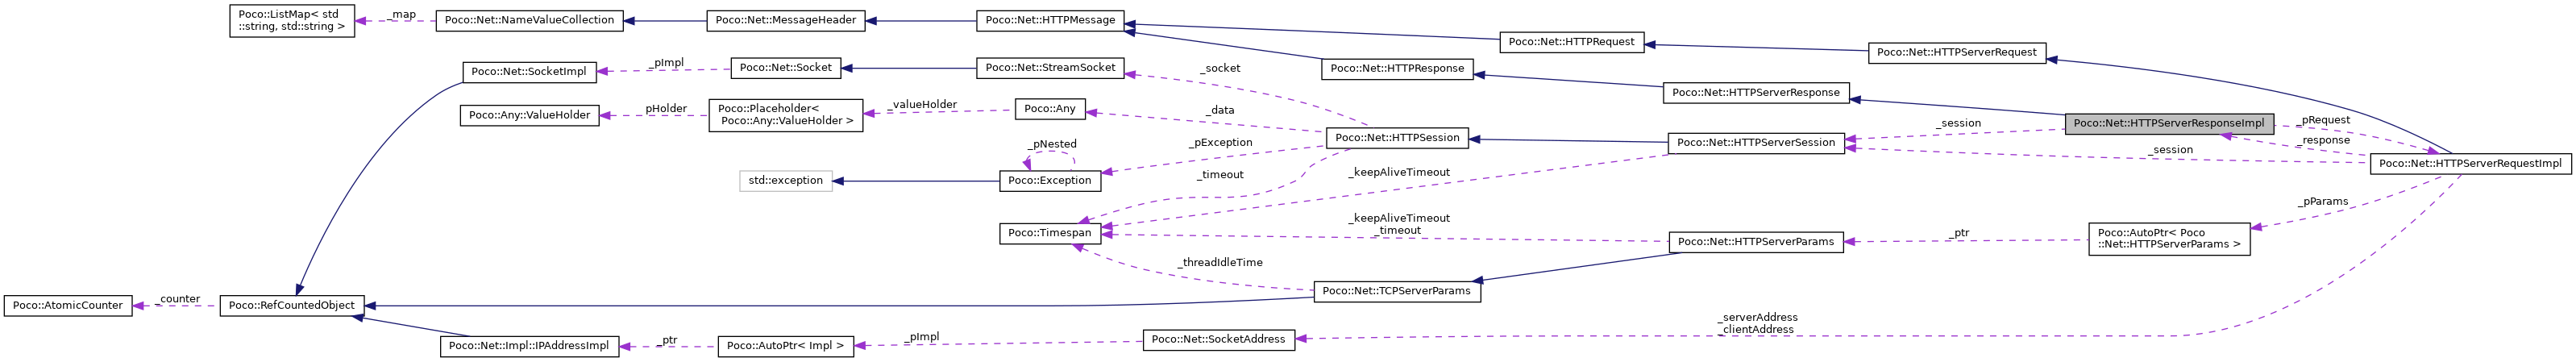 Poco::ListMap< std
::string, std::string >
_map
Poco::Net::NameValueCollection
Poco::Net::MessageHeader
Poco::Net::HTTPMessage
Poco::Net::HTTPRequest
Poco::Net::HTTPServerRequest
Poco::Net::SocketImpl
_pImpl
Poco::Net::Socket
Poco::Net::StreamSocket
_socket
Poco::Net::HTTPResponse
Poco::Net::HTTPServerResponse
Poco::Any::ValueHolder
pHolder
Poco::Placeholder<
Poco::Any::ValueHolder >
_valueHolder
Poco::Any
_data
Poco::Net::HTTPSession
Poco::Net::HTTPServerSession
_session
Poco::Net::HTTPServerResponseImpl
_pRequest
_response
_session
Poco::Net::HTTPServerRequestImpl
_pNested
_pException
std::exception
Poco::Exception
_timeout
_keepAliveTimeout
Poco::Timespan
_keepAliveTimeout
_timeout
Poco::Net::HTTPServerParams
_ptr
Poco::AutoPtr< Poco
::Net::HTTPServerParams >
_pParams
_threadIdleTime
Poco::Net::TCPServerParams
Poco::AtomicCounter
_counter
Poco::RefCountedObject
Poco::Net::Impl::IPAddressImpl
_ptr
Poco::AutoPtr< Impl >
_pImpl
Poco::Net::SocketAddress
_serverAddress
_clientAddress